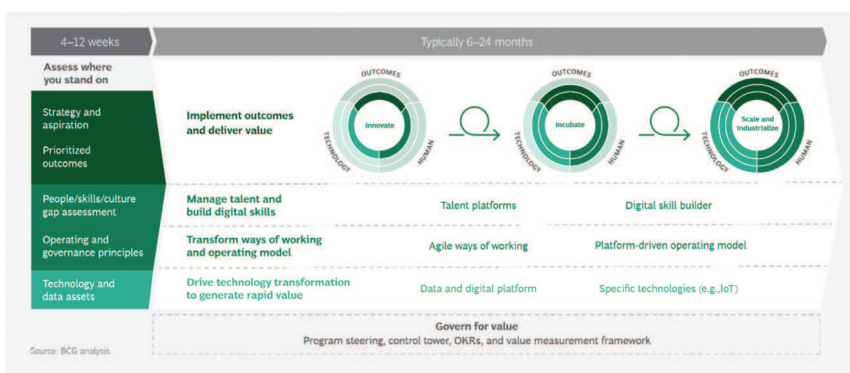 4–12 weeks
Typically 6–24 months
Assess where
you stand on
Strategy and
aspiration
Prioritized
outcomes
Implement outcomes
and deliver value
OUTCOMES
HUMAN
TECHNOLOGY
Innovate
OUTCOMES
HUMAN
TECHNOLOGY
Incubate
OUTCOMES
HUMAN
TECHNOLOGY
Scale and
Industrialize
People/skills/culture
gap assessment
Manage talent and
build digital skills
Talent platforms
Digital skill builder
Operating and
governance principles
Transform ways of working
and operating model
Agile ways of working
Platform-driven operating model
Technology and
data assets
Drive technology transformation
to generate rapid value
Data and digital platform
Specific technologies (e.g.,IoT)
Govern for value
Program steering, control tower, OKRs, and value measurement framework
Source: BCG analysis